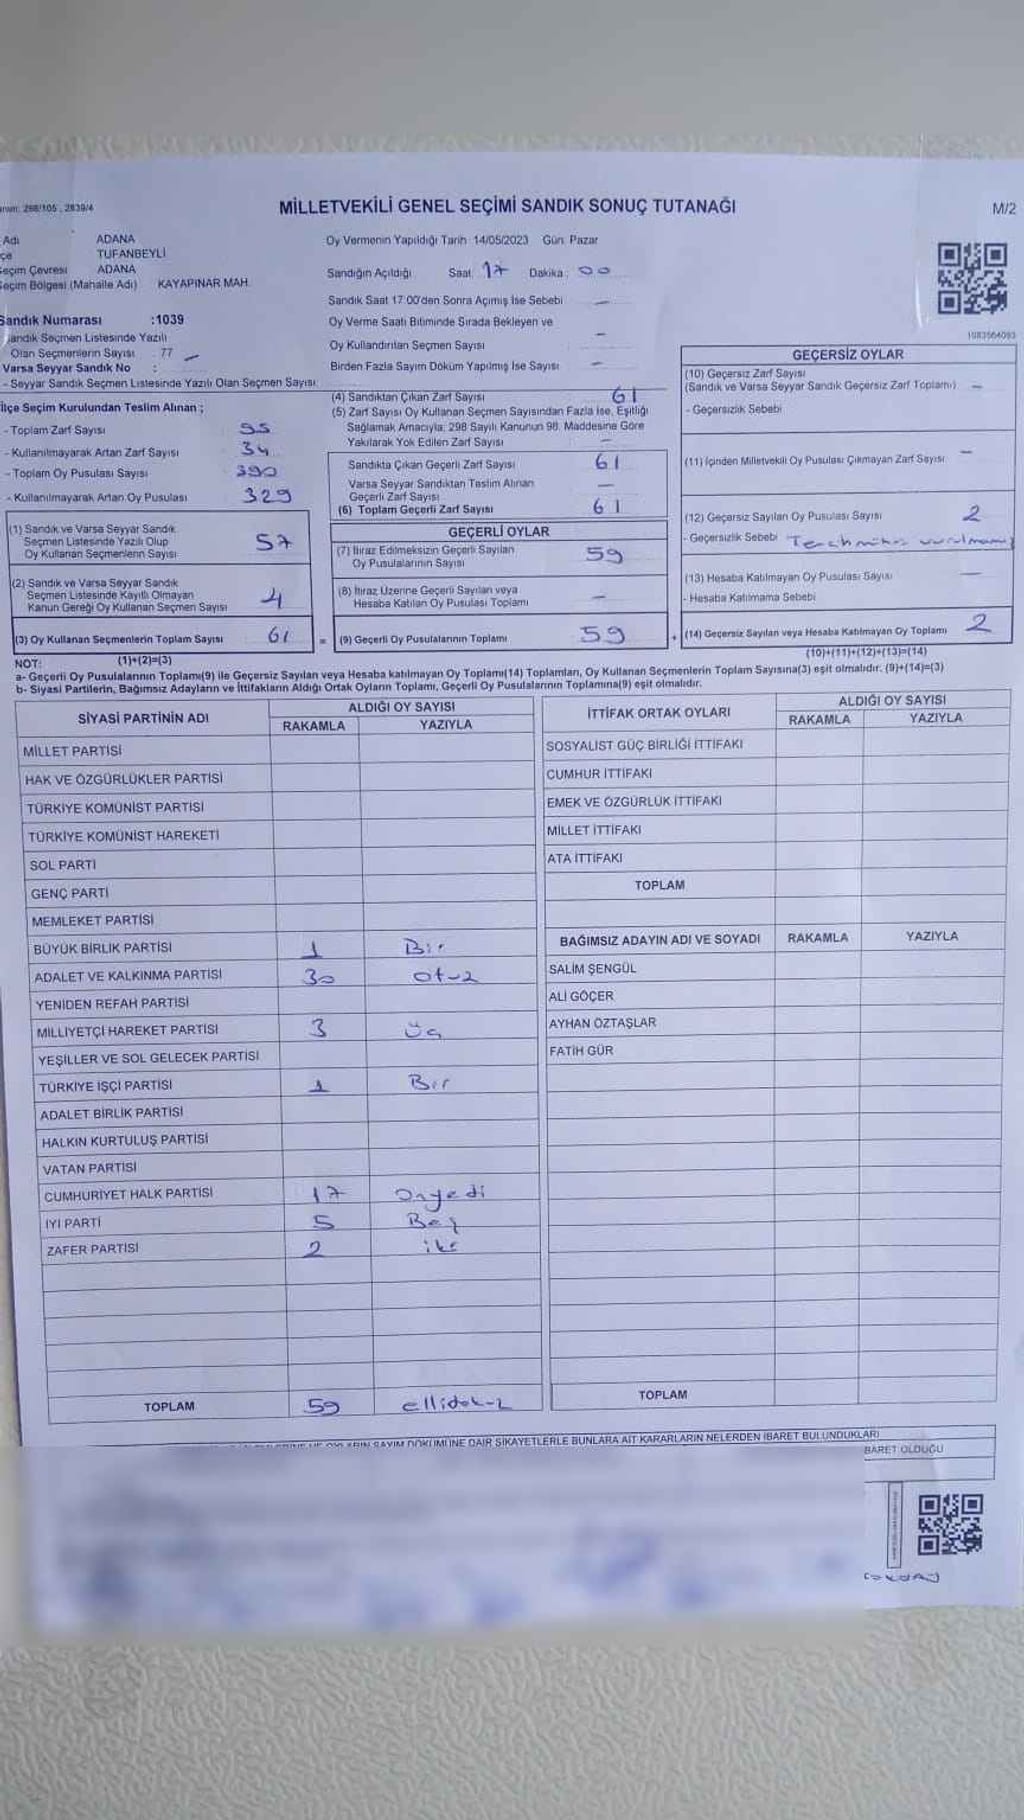 298/105 , 2839/4
MİLLETVEKİLİ GENEL SEÇİMİ SANDIK SONUÇ TUTANAĞI
M/2
Adı ADANA
TUFANBEYLİ
Seçim Çevresi ADANA
Seçim Bölgesi (Mahalle Adı) KAYAPINAR MAH.
Sandık Numarası :1039
Sandık Seçmen Listesinde Yazılı
Olan Seçmenlerin Sayısı : 77
Varsa Seyyar Sandık No :
- Seyyar Sandık Seçmen Listesinde Yazılı Olan Seçmen Sayısı:
Oy Vermenin Yapıldığı Tarih :14/05/2023 Gün: Pazar
Sandığın Açıldığı Saat: 17 Dakika : 00
Sandık Saat 17:00'den Sonra Açımış İse Sebebi —
Oy Verme Saati Bitiminde Sırada Bekleyen ve
Oy Kullandırılan Seçmen Sayısı —
Birden Fazla Sayım Döküm Yapılmış İse Sayısı —
1083564093
İlçe Seçim Kurulundan Teslim Alınan ;
- Toplam Zarf Sayısı 95
- Kullanılmayarak Artan Zarf Sayısı 34
- Toplam Oy Pusulası Sayısı 390
- Kullanılmayarak Artan Oy Pusulası 329
(1) Sandık ve Varsa Seyyar Sandık
Seçmen Listesinde Yazılı Olup
Oy Kullanan Seçmenlerin Sayısı 57
(2) Sandık ve Varsa Seyyar Sandık
Seçmen Listesinde Kayıtlı Olmayan
Kanun Gereği Oy Kullanan Seçmen Sayısı 4
(3) Oy Kullanan Seçmenlerin Toplam Sayısı 61
(1)+(2)=(3)
(4) Sandıktan Çıkan Zarf Sayısı 61
(5) Zarf Sayısı Oy Kullanan Seçmen Sayısından Fazla İse, Eşitliği
Sağlamak Amacıyla; 298 Sayılı Kanunun 98. Maddesine Göre
Yakılarak Yok Edilen Zarf Sayısı —
Sandıkta Çıkan Geçerli Zarf Sayısı 61
Varsa Seyyar Sandıktan Teslim Alınan
Geçerli Zarf Sayısı —
(6) Toplam Geçerli Zarf Sayısı 61
GEÇERLİ OYLAR
(7) İtiraz Edilmeksizin Geçerli Sayılan
Oy Pusulalarının Sayısı 59
(8) İtiraz Üzerine Geçerli Sayılan veya
Hesaba Katılan Oy Pusulası Toplamı —
= (9) Geçerli Oy Pusulalarının Toplamı 59 +
GEÇERSİZ OYLAR
(10) Geçersiz Zarf Sayısı
(Sandık ve Varsa Seyyar Sandık Geçersiz Zarf Toplamı) —
- Geçersizlik Sebebi
(11) İçinden Milletvekili Oy Pusulası Çıkmayan Zarf Sayısı —
(12) Geçersiz Sayılan Oy Pusulası Sayısı 2
- Geçersizlik Sebebi Tercih mührü vurulmamış
(13) Hesaba Katılmayan Oy Pusulası Sayısı —
- Hesaba Katılmama Sebebi
(14) Geçersiz Sayılan veya Hesaba Katılmayan Oy Toplamı 2
(10)+(11)+(12)+(13)=(14)
NOT:
a- Geçerli Oy Pusulalarının Toplamı(9) ile Geçersiz Sayılan veya Hesaba katılmayan Oy Toplamı(14) Toplamları, Oy Kullanan Seçmenlerin Toplam Sayısına(3) eşit olmalıdır. (9)+(14)=(3)
b- Siyasi Partilerin, Bağımsız Adayların ve İttifakların Aldığı Ortak Oyların Toplamı, Geçerli Oy Pusulalarının Toplamına(9) eşit olmalıdır.
SİYASİ PARTİNİN ADI ALDIĞI OY SAYISI
RAKAMLA YAZIYLA
MİLLET PARTİSİ
HAK VE ÖZGÜRLÜKLER PARTİSİ
TÜRKİYE KOMÜNİST PARTİSİ
TÜRKİYE KOMÜNİST HAREKETİ
SOL PARTİ
GENÇ PARTİ
MEMLEKET PARTİSİ
BÜYÜK BİRLİK PARTİSİ 1 Bir
ADALET VE KALKINMA PARTİSİ 30 otuz
YENİDEN REFAH PARTİSİ
MİLLİYETÇİ HAREKET PARTİSİ 3 üç
YEŞİLLER VE SOL GELECEK PARTİSİ
TÜRKİYE İŞÇİ PARTİSİ 1 Bir
ADALET BİRLİK PARTİSİ
HALKIN KURTULUŞ PARTİSİ
VATAN PARTİSİ
CUMHURİYET HALK PARTİSİ 17 Onyedi
İYİ PARTİ 5 Beş
ZAFER PARTİSİ 2 iki
TOPLAM 59 ellidokuz
İTTİFAK ORTAK OYLARI ALDIĞI OY SAYISI
RAKAMLA YAZIYLA
SOSYALİST GÜÇ BİRLİĞİ İTTİFAKI
CUMHUR İTTİFAKI
EMEK VE ÖZGÜRLÜK İTTİFAKI
MİLLET İTTİFAKI
ATA İTTİFAKI
TOPLAM
BAĞIMSIZ ADAYIN ADI VE SOYADI RAKAMLA YAZIYLA
SALİM ŞENGÜL
ALİ GÖÇER
AYHAN ÖZTAŞLAR
FATİH GÜR
TOPLAM
SAYIM DÖKÜMÜNE DAİR ŞİKAYETLERLE BUNLARA AİT KARARLARIN NELERDEN İBARET BULUNDUKLARI
İBARET OLDUĞU